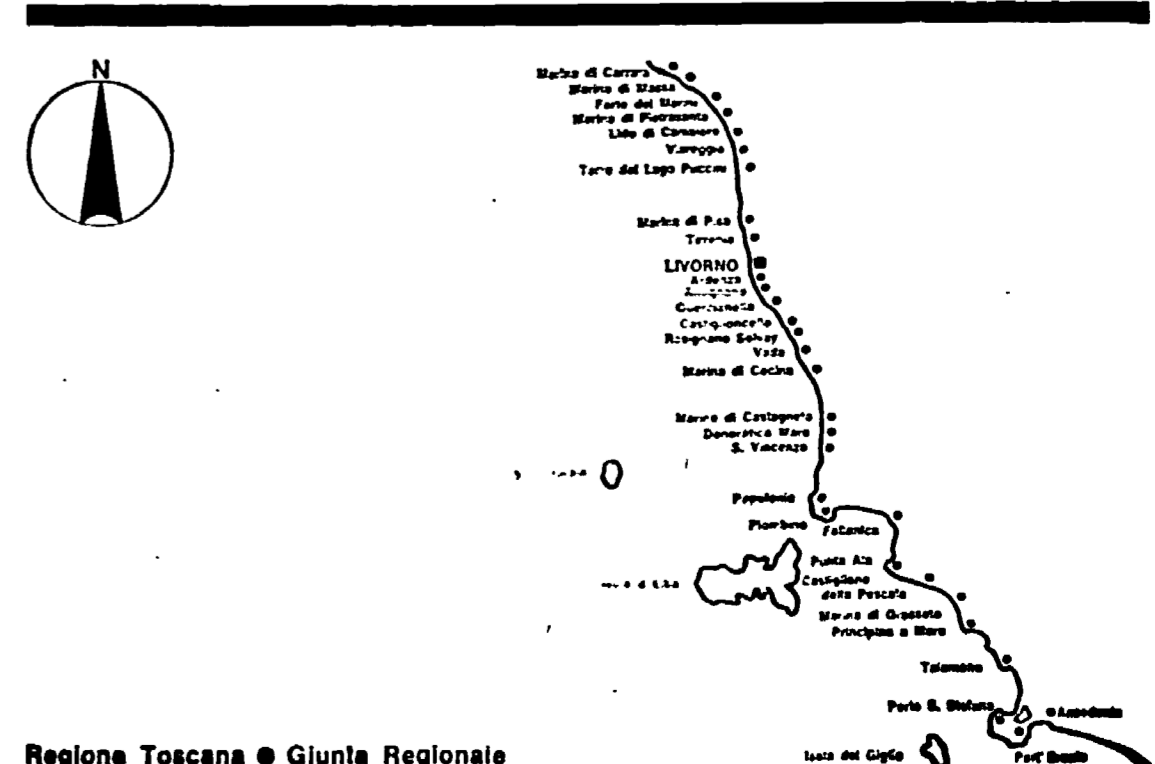 N
Marina di Carrara
Marina di Massa
Forte dei Marmi
Marina di Pietrasanta
Lido di Camaiore
Viareggio
Torre del Lago Puccini
Marina di Pisa
Tirrenia
LIVORNO
Ardenza
Antignano
Quercianella
Castiglioncello
Rosignano Solvay
Vada
Marina di Cecina
Marina di Castagneto
Donoratico Mare
S. Vincenzo
Populonia
Piombino
Follonica
Punta Ala
Castiglione
della Pescaia
Marina di Grosseto
Principina a Mare
Talamone
Porto S. Stefano
Ansedonia
Isola del Giglio
Port' Ercole
Regione Toscana ● Giunta Regionale